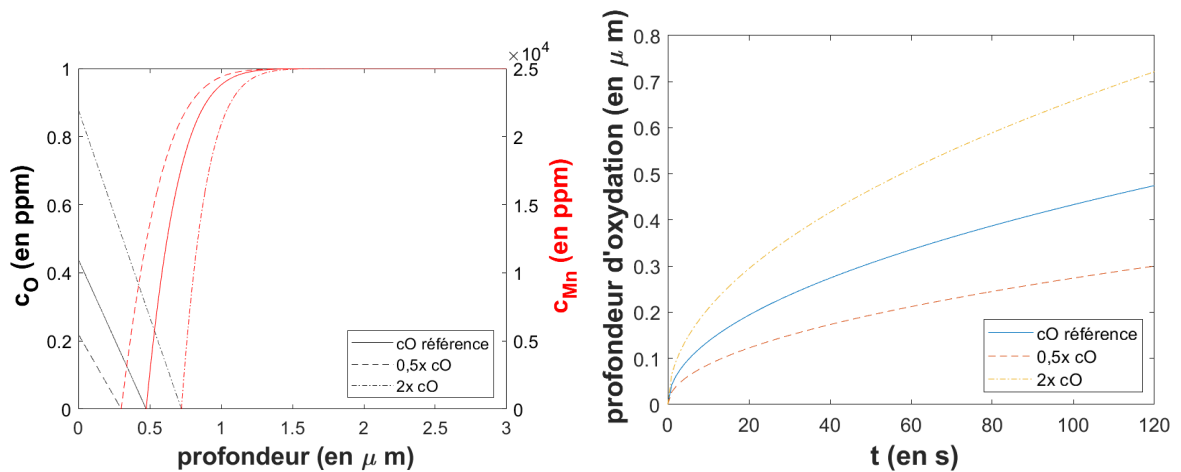 ×10⁴
1
0.8
0.6
0.4
0.2
0
2.5
2
1.5
1
0.5
0
c_O (en ppm)
c_Mn (en ppm)
cO référence
0,5x cO
2x cO
0 0.5 1 1.5 2 2.5 3
profondeur (en μ m)
0.8
0.7
0.6
0.5
0.4
0.3
0.2
0.1
0
profondeur d'oxydation (en μ m)
cO référence
0,5x cO
2x cO
0 20 40 60 80 100 120
t (en s)